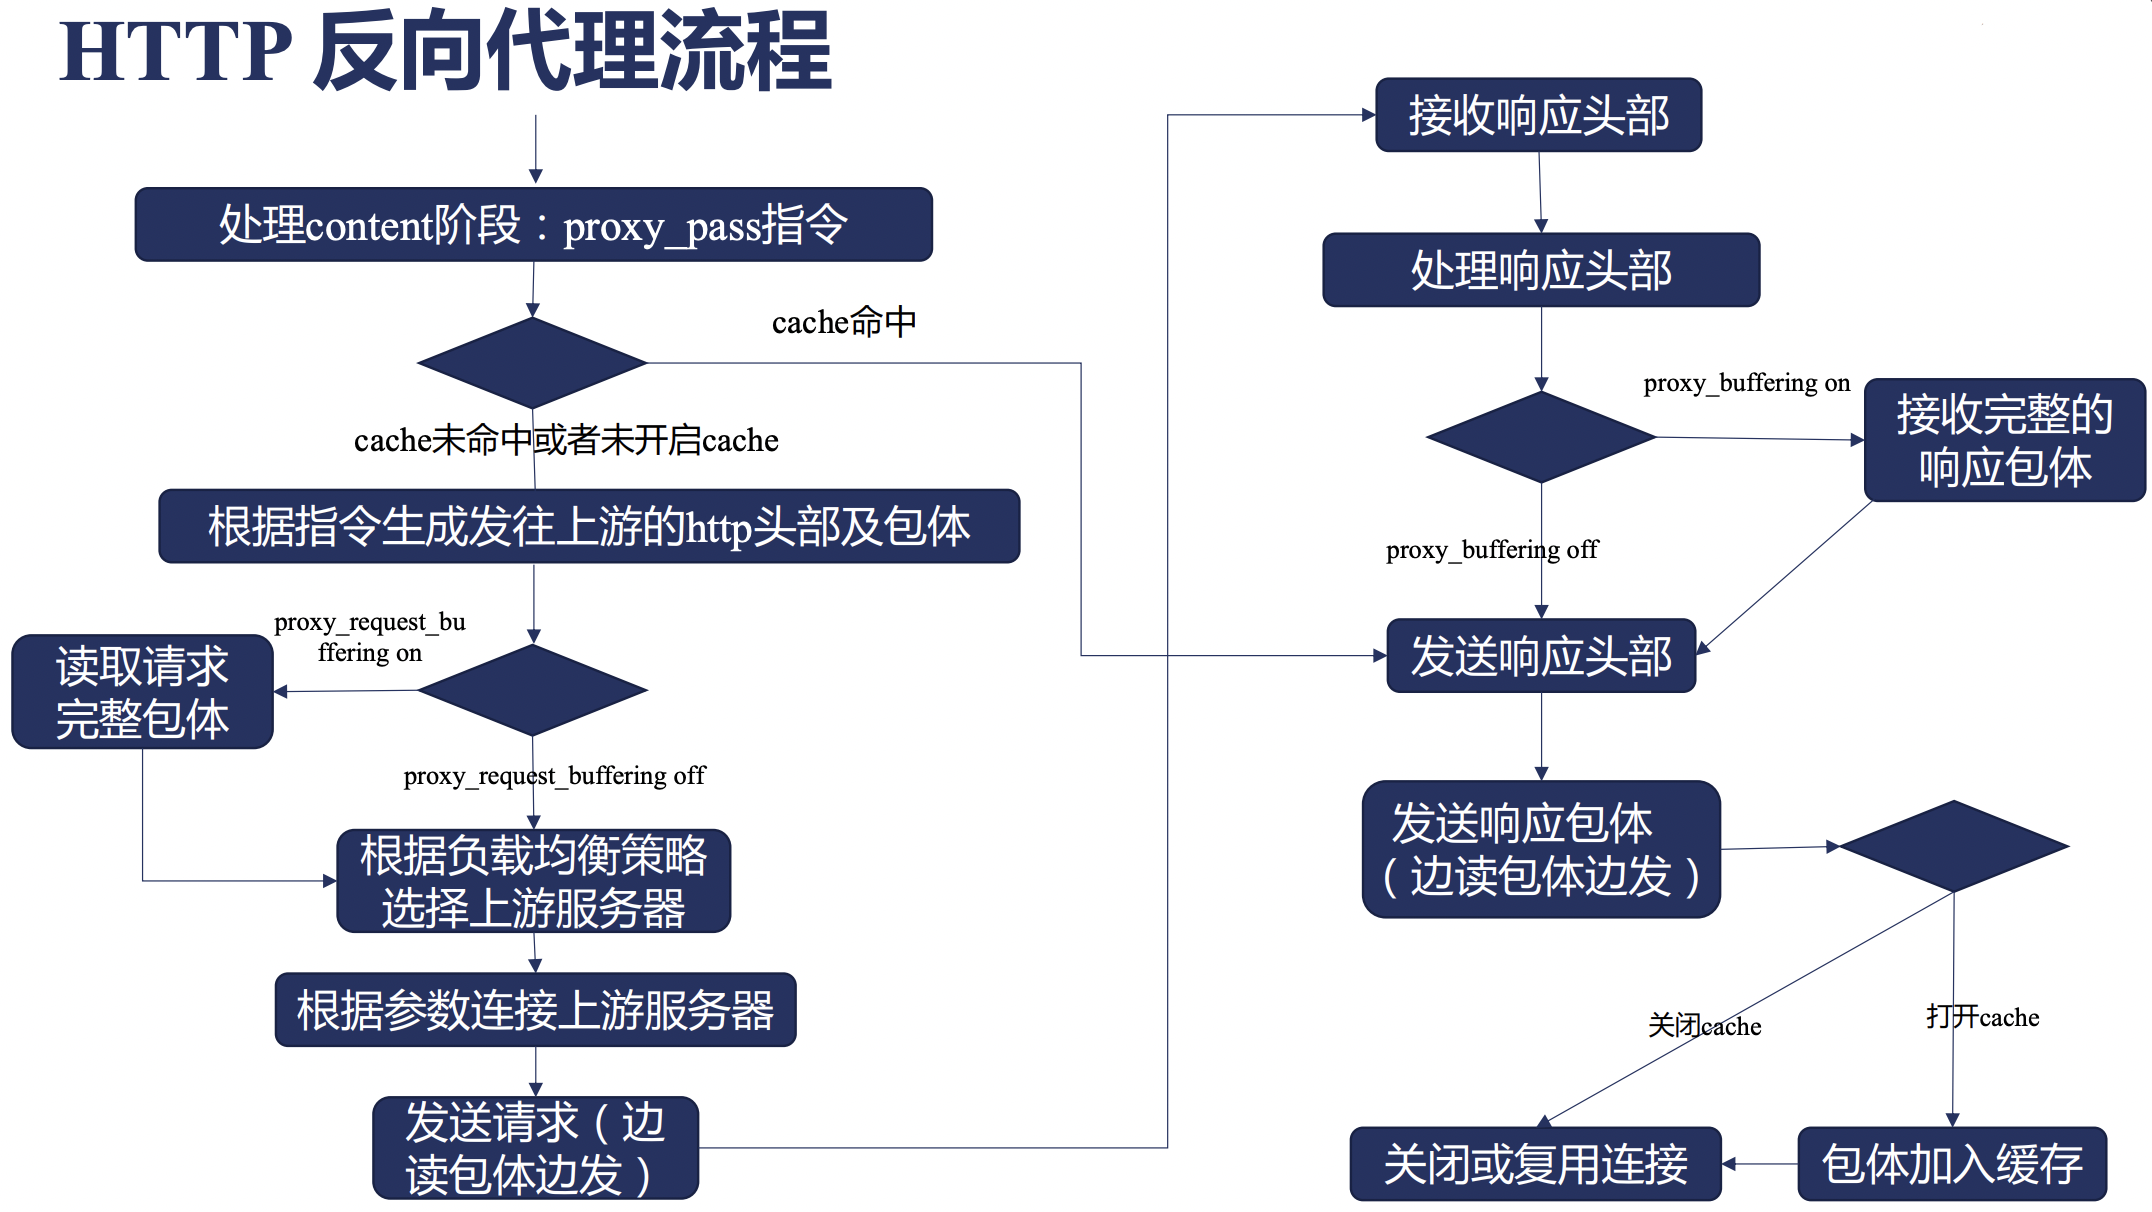 HTTP 反向代理流程
处理content阶段：proxy_pass指令
cache命中
cache未命中或者未开启cache
根据指令生成发往上游的http头部及包体
proxy_request_bu
ffering on
读取请求
完整包体
proxy_request_buffering off
根据负载均衡策略
选择上游服务器
根据参数连接上游服务器
发送请求（边
读包体边发）
接收响应头部
处理响应头部
proxy_buffering on
接收完整的
响应包体
proxy_buffering off
发送响应头部
发送响应包体
（边读包体边发）
关闭cache
打开cache
关闭或复用连接
包体加入缓存